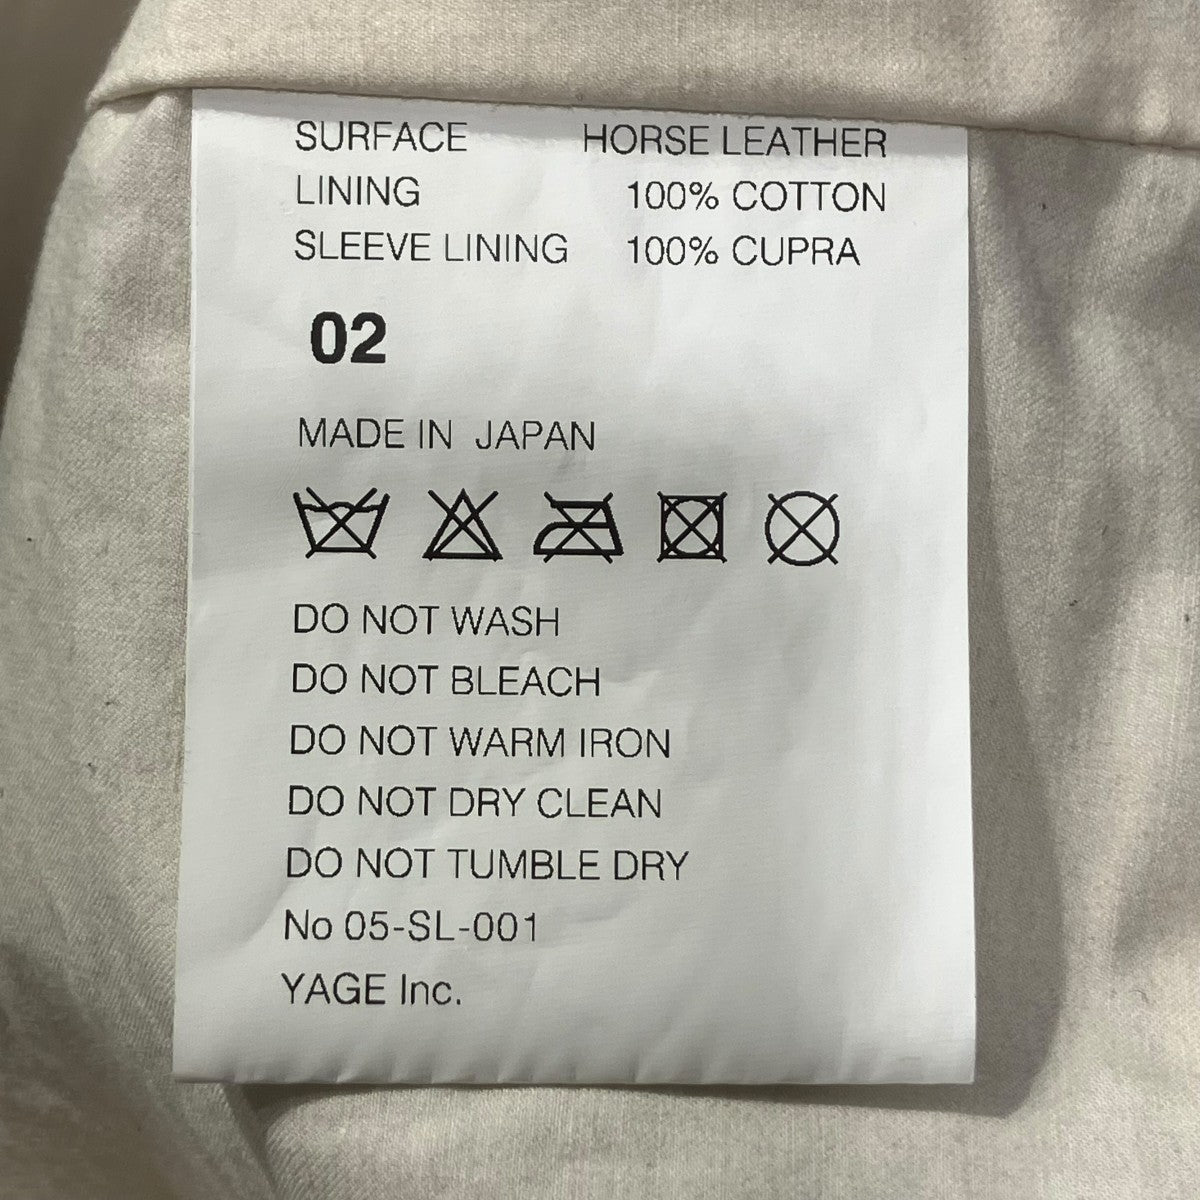 SURFACE HORSE LEATHER
LINING 100% COTTON
SLEEVE LINING 100% CUPRA
02
MADE IN JAPAN
DO NOT WASH
DO NOT BLEACH
DO NOT WARM IRON
DO NOT DRY CLEAN
DO NOT TUMBLE DRY
No 05-SL-001
YAGE Inc.